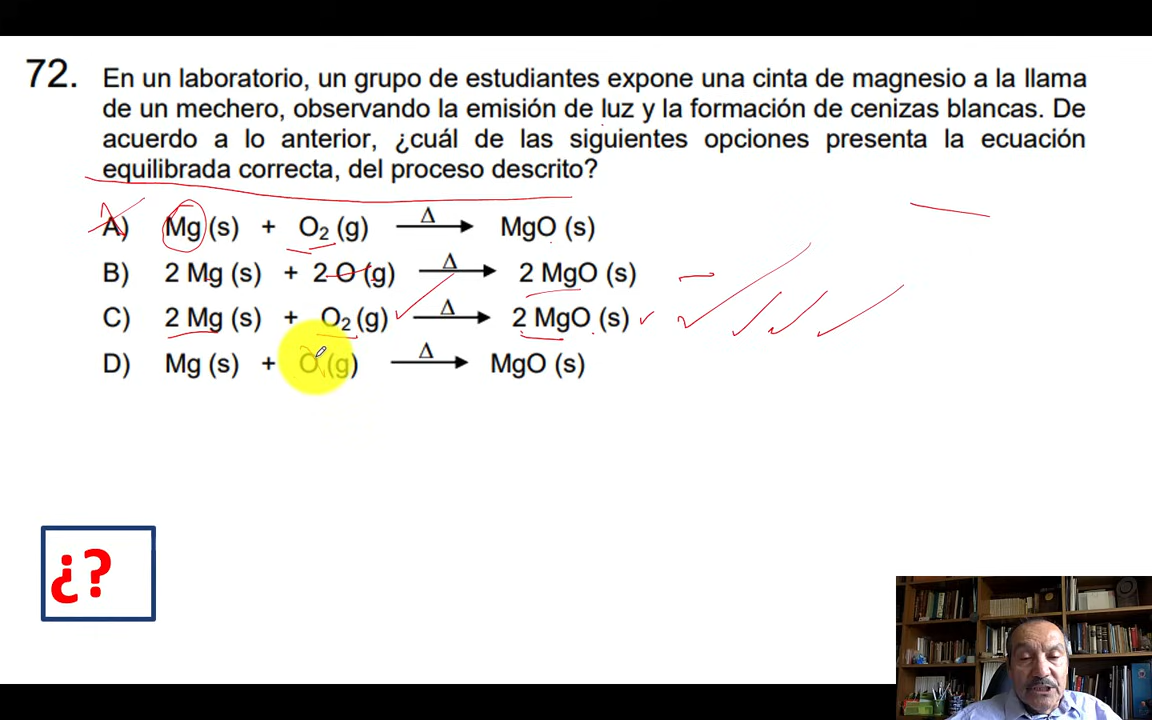 72. En un laboratorio, un grupo de estudiantes expone una cinta de magnesio a la llama
de un mechero, observando la emisión de luz y la formación de cenizas blancas. De
acuerdo a lo anterior, ¿cuál de las siguientes opciones presenta la ecuación
equilibrada correcta, del proceso descrito?
A) Mg (s) + O₂ (g) Δ⟶ MgO (s)
B) 2 Mg (s) + 2 O (g) Δ⟶ 2 MgO (s)
C) 2 Mg (s) + O₂ (g) Δ⟶ 2 MgO (s)
D) Mg (s) + O (g) Δ⟶ MgO (s)
¿?